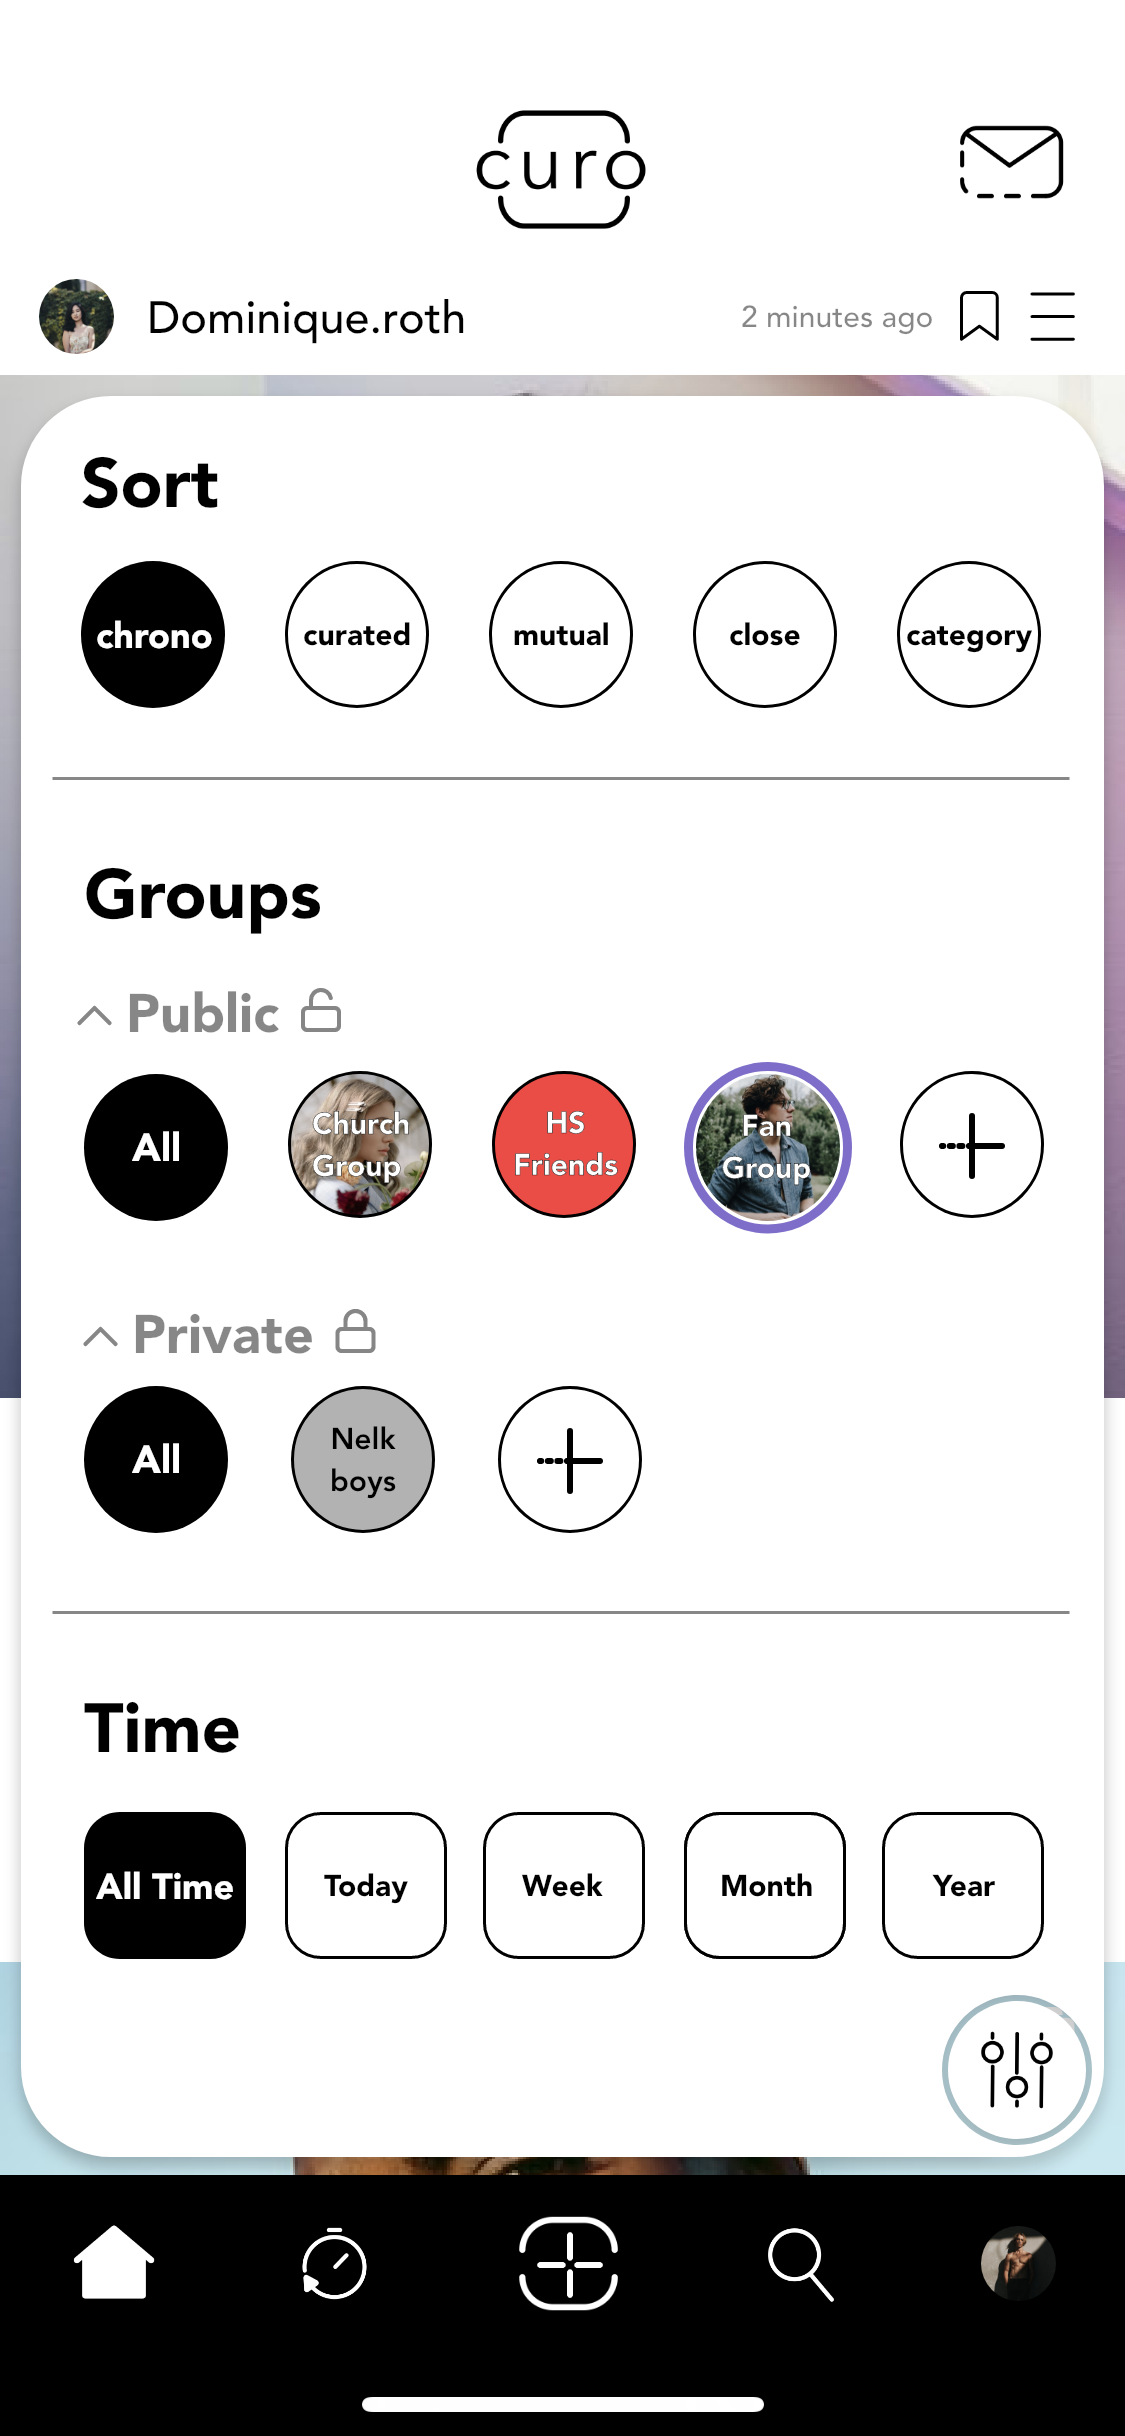 curo
Dominique.roth
2 minutes ago
Sort
chrono
curated
mutual
close
category
Groups
Public
All
Church
Group
HS
Friends
Fan
Group
Private
All
Nelk
boys
Time
All Time
Today
Week
Month
Year